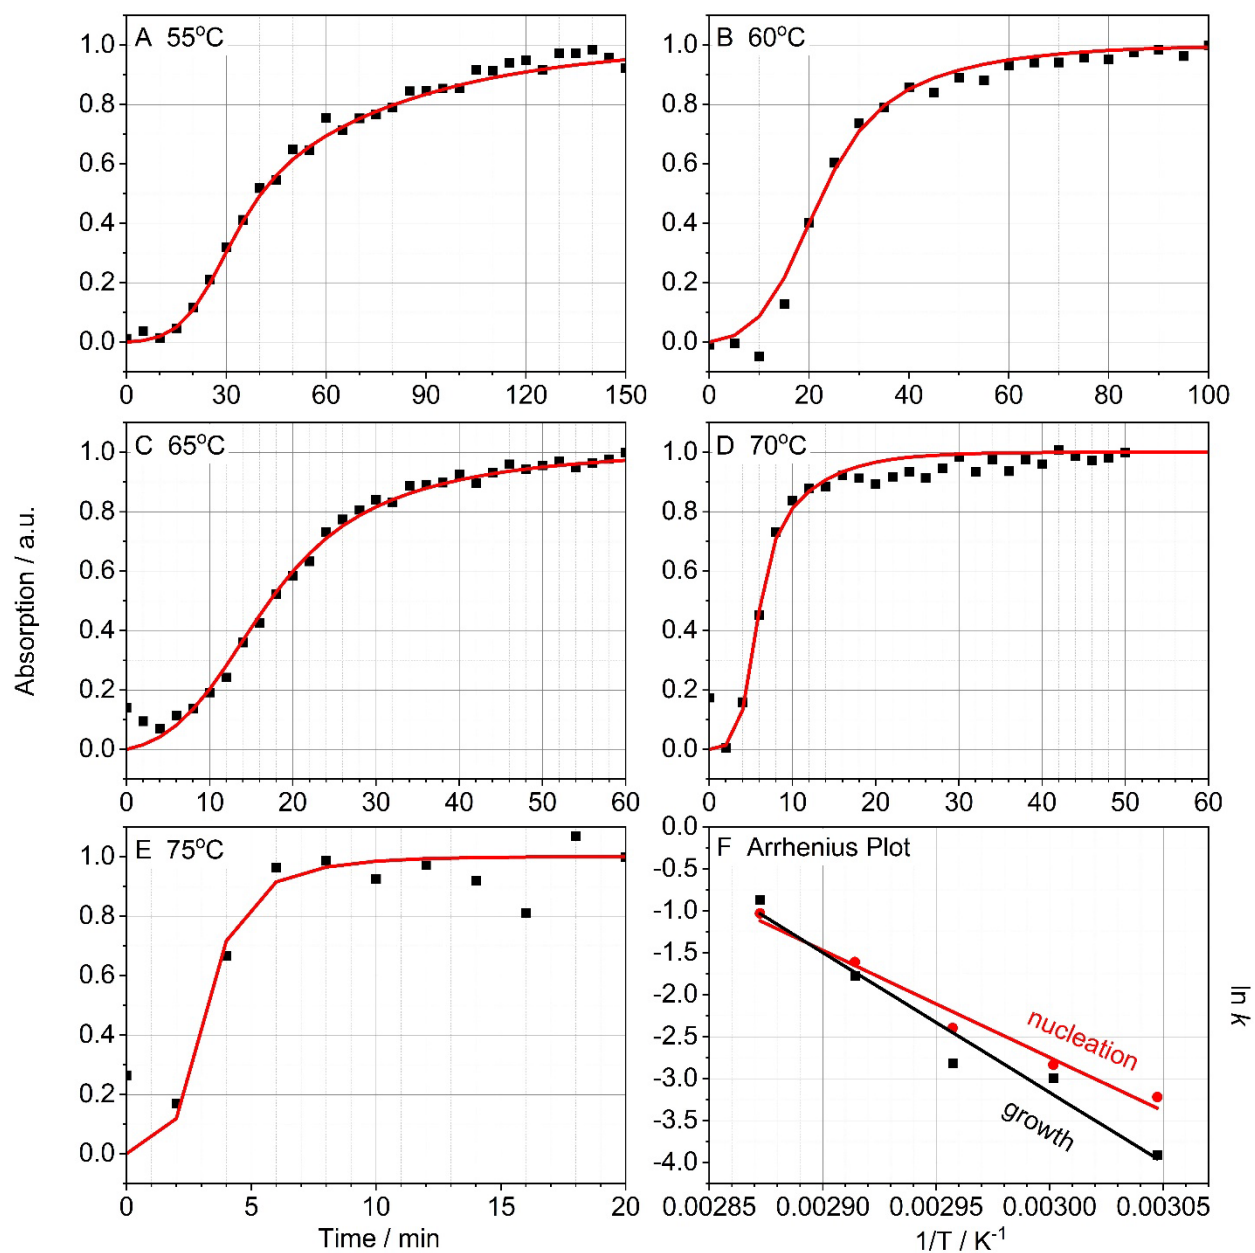 A 55°C
1.0
0.8
0.6
0.4
0.2
0.0
0 30 60 90 120 150
B 60°C
1.0
0.8
0.6
0.4
0.2
0.0
0 20 40 60 80 100
C 65°C
1.0
0.8
0.6
0.4
0.2
0.0
0 10 20 30 40 50 60
D 70°C
1.0
0.8
0.6
0.4
0.2
0.0
0 10 20 30 40 50 60
Absorption / a.u.
E 75°C
1.0
0.8
0.6
0.4
0.2
0.0
0 5 10 15 20
Time / min
F Arrhenius Plot
0.0
-0.5
-1.0
-1.5
-2.0
-2.5
-3.0
-3.5
-4.0
nucleation
growth
0.00285 0.00290 0.00295 0.00300 0.00305
1/T / K⁻¹
ln k